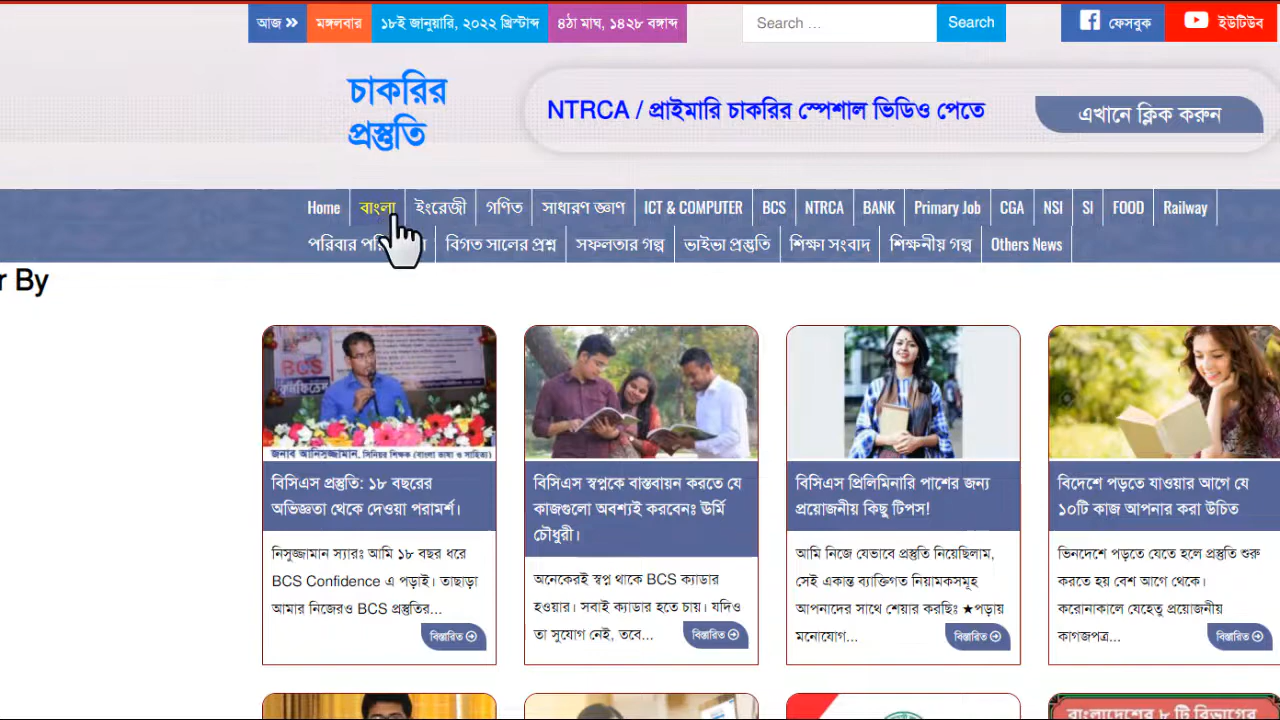 আজ »
মঙ্গলবার
১৮ই জানুয়ারি, ২০২২ খ্রিস্টাব্দ
৪ঠা মাঘ, ১৪২৮ বঙ্গাব্দ
Search …
Search
ফেসবুক
ইউটিউব
চাকরির
প্রস্তুতি
NTRCA / প্রাইমারি চাকরির স্পেশাল ভিডিও পেতে
এখানে ক্লিক করুন
Home বাংলা ইংরেজী গণিত সাধারণ জ্ঞাণ ICT & COMPUTER BCS NTRCA BANK Primary Job CGA NSI SI FOOD Railway
পরিবার বিগত সালের প্রশ্ন সফলতার গল্প ভাইভা প্রস্তুতি শিক্ষা সংবাদ শিক্ষনীয় গল্প Others News
r By
BCS
জনাব আনিসুজ্জামান, সিনিয়র শিক্ষক (বাংলা ভাষা ও সাহিত্য)
বিসিএস প্রস্তুতি: ১৮ বছরের
অভিজ্ঞতা থেকে দেওয়া পরামর্শ।
নিসুজ্জামান স্যারঃ আমি ১৮ বছর ধরে
BCS Confidence এ পড়াই। তাছাড়া
আমার নিজেরও BCS প্রস্তুতির...
বিস্তারিত
বিসিএস স্বপ্নকে বাস্তবায়ন করতে যে
কাজগুলো অবশ্যই করবেনঃ ঊর্মি
চৌধুরী।
অনেকেরই স্বপ্ন থাকে BCS ক্যাডার
হওয়ার। সবাই ক্যাডার হতে চায়। যদিও
তা সুযোগ নেই, তবে...
বিস্তারিত
বিসিএস প্রিলিমিনারি পাশের জন্য
প্রয়োজনীয় কিছু টিপস!
আমি নিজে যেভাবে প্রস্তুতি নিয়েছিলাম,
সেই একান্ত ব্যাক্তিগত নিয়ামকসমূহ
আপনাদের সাথে শেয়ার করছিঃ ★পড়ায়
মনোযোগ...
বিস্তারিত
বিদেশে পড়তে যাওয়ার আগে যে
১০টি কাজ আপনার করা উচিত
ভিনদেশে পড়তে যেতে হলে প্রস্তুতি শুরু
করতে হয় বেশ আগে থেকে।
করোনাকালে যেহেতু প্রয়োজনীয়
কাগজপত্র...
বিস্তারিত
বাংলাদেশের ৮ টি বিভাগের